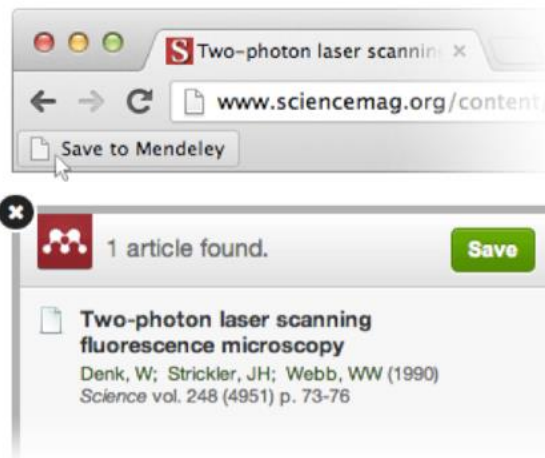 S Two-photon laser scannin ×
www.sciencemag.org/content
Save to Mendeley
1 article found.
Save
Two-photon laser scanning
fluorescence microscopy
Denk, W; Strickler, JH; Webb, WW (1990)
Science vol. 248 (4951) p. 73-76